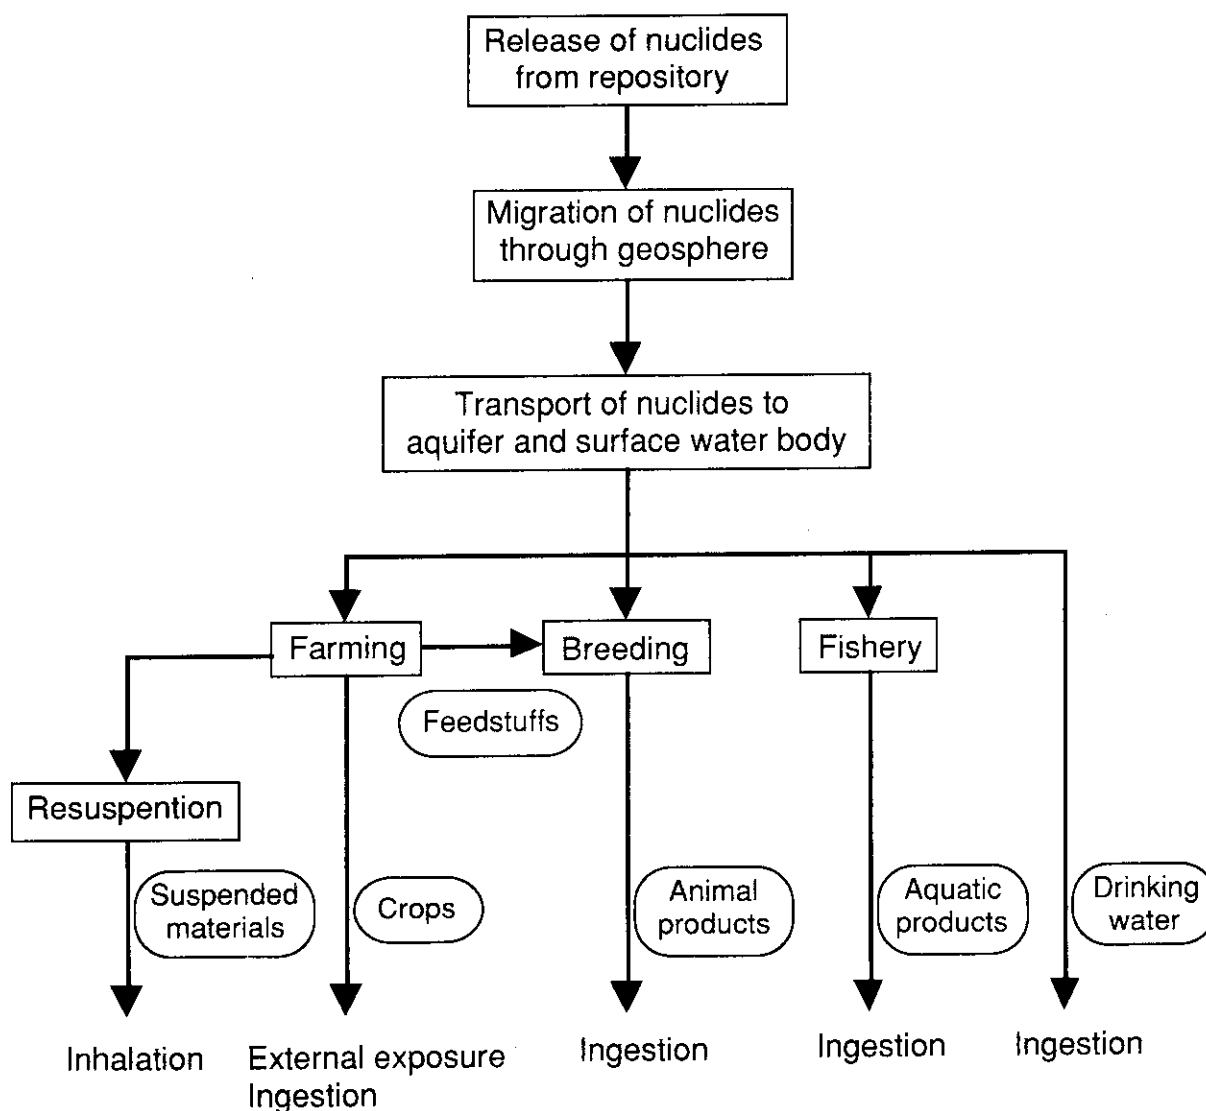 Release of nuclides
from repository
Migration of nuclides
through geosphere
Transport of nuclides to
aquifer and surface water body
Farming
Breeding
Fishery
Feedstuffs
Resuspention
Suspended
materials
Crops
Animal
products
Aquatic
products
Drinking
water
Inhalation
External exposure
Ingestion
Ingestion
Ingestion
Ingestion